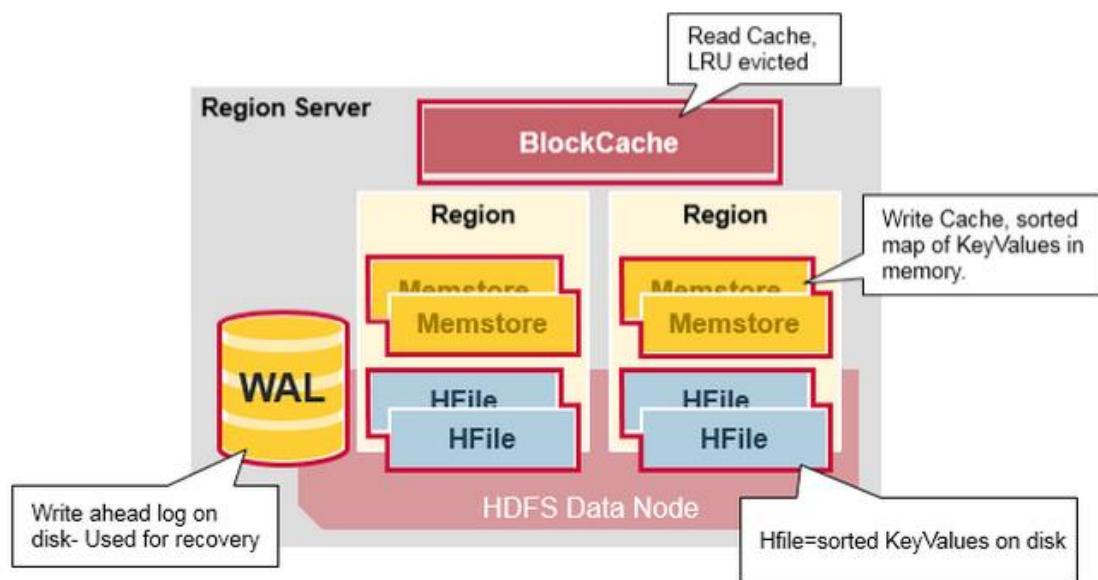 Read Cache,
LRU evicted
Region Server
BlockCache
Region
Region
Write Cache, sorted
map of KeyValues in
memory.
Memstore
Memstore
Memstore
Memstore
WAL
HFile
HFile
HFile
HFile
HDFS Data Node
Write ahead log on
disk- Used for recovery
Hfile=sorted KeyValues on disk